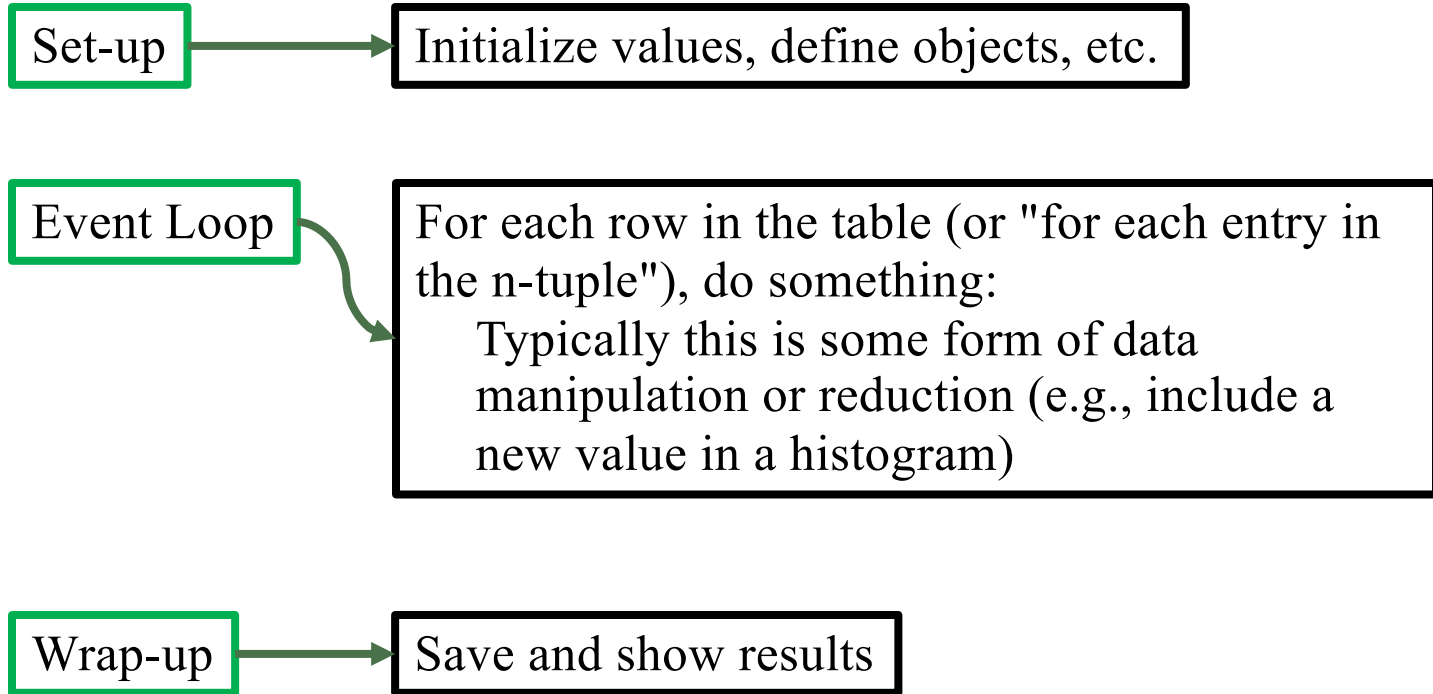 Set-up
Initialize values, define objects, etc.
Event Loop
For each row in the table (or "for each entry in
the n-tuple"), do something:
Typically this is some form of data
manipulation or reduction (e.g., include a
new value in a histogram)
Wrap-up
Save and show results